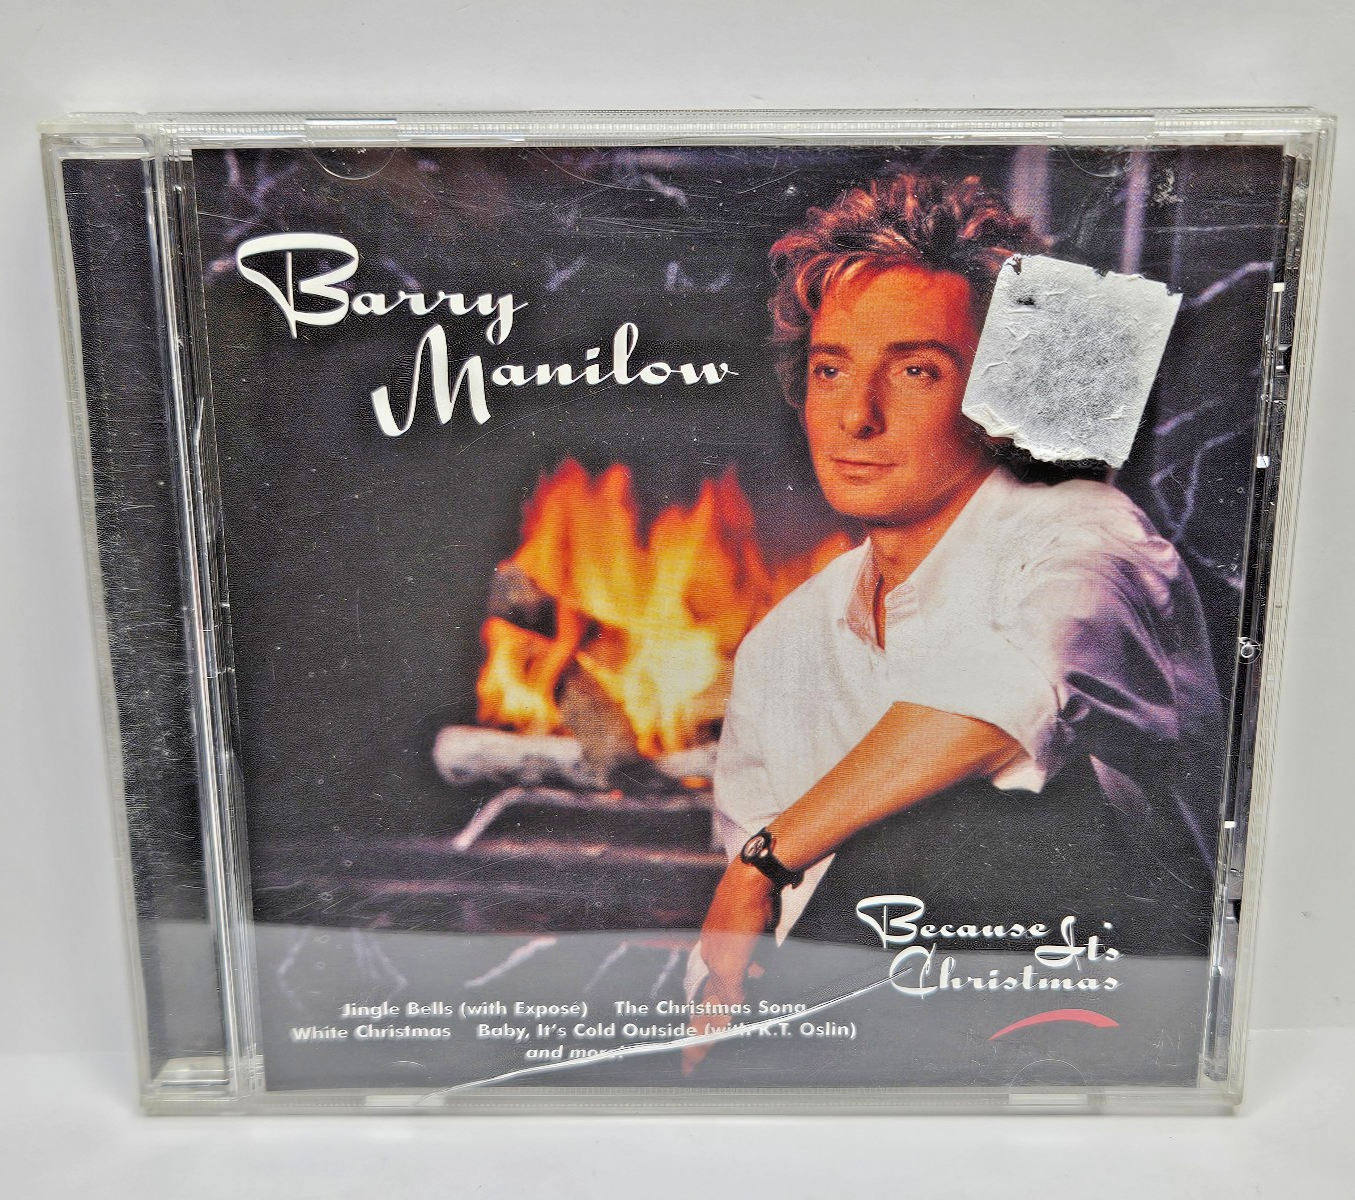 Barry
Manilow
Because It's
Christmas
Jingle Bells (with Exposé) The Christmas Song
White Christmas Baby, It's Cold Outside (with K.T. Oslin)
and more!